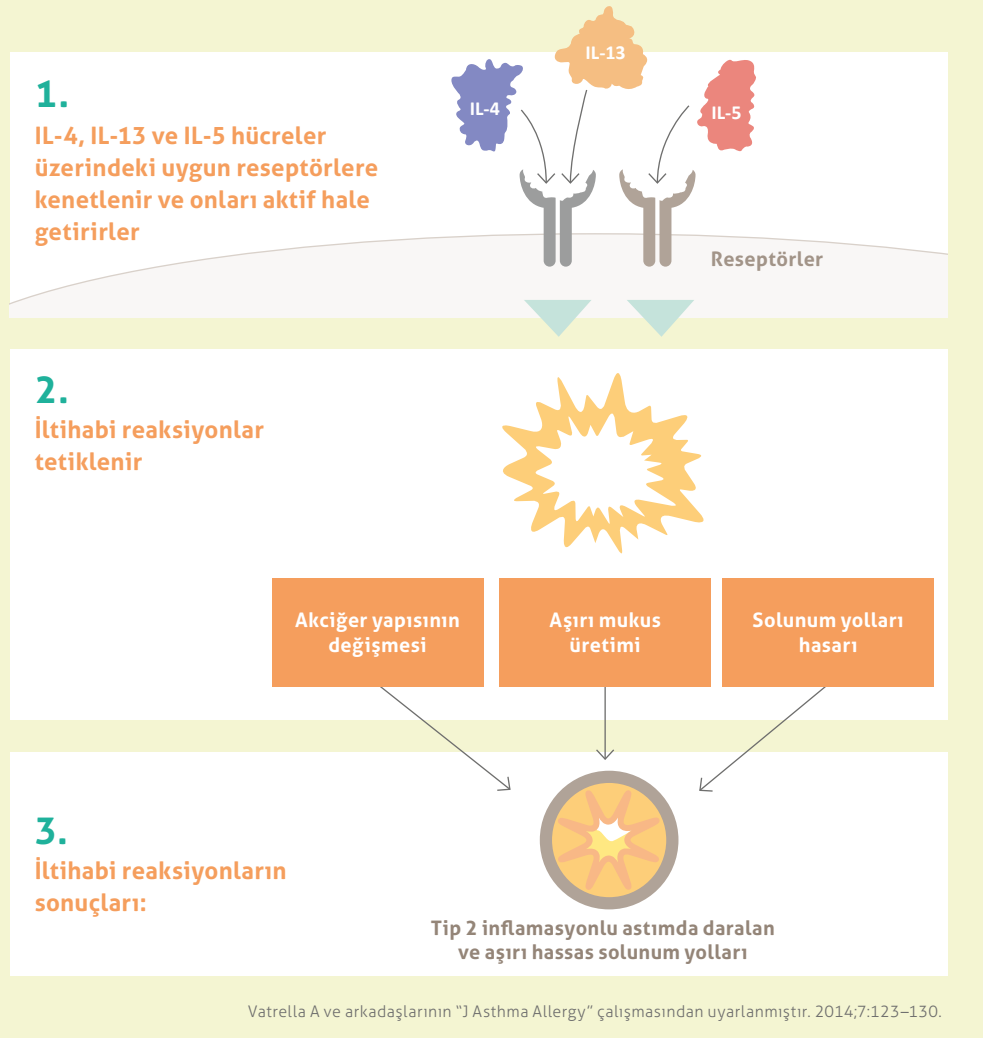 IL-13
IL-4
IL-5
1.
IL-4, IL-13 ve IL-5 hücreler
üzerindeki uygun reseptörlere
kenetlenir ve onları aktif hale
getirirler
Reseptörler
2.
İltihabi reaksiyonlar
tetiklenir
Akciğer yapısının
değişmesi
Aşırı mukus
üretimi
Solunum yolları
hasarı
3.
İltihabi reaksiyonların
sonuçları:
Tip 2 inflamasyonlu astımda daralan
ve aşırı hassas solunum yolları
Vatrella A ve arkadaşlarının “J Asthma Allergy” çalışmasından uyarlanmıştır. 2014;7:123–130.